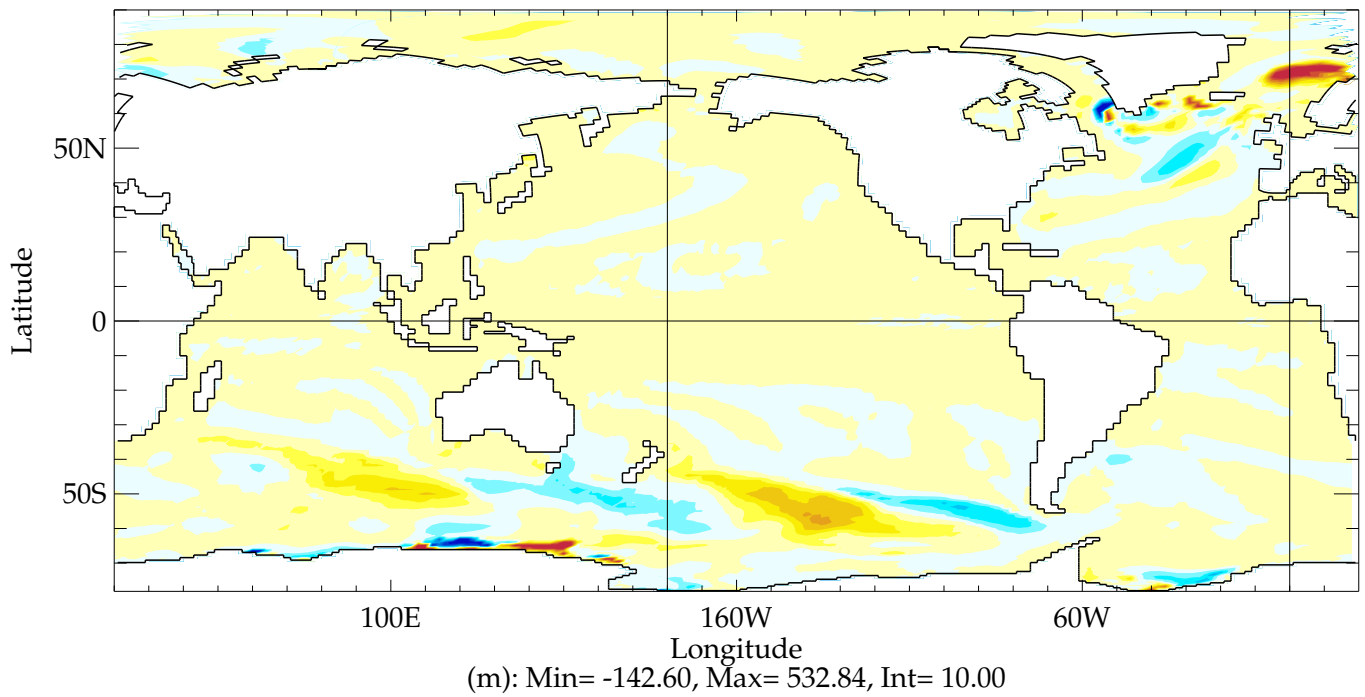 50N
0
50S
Latitude
100E 160W 60W
Longitude
(m): Min= -142.60, Max= 532.84, Int= 10.00